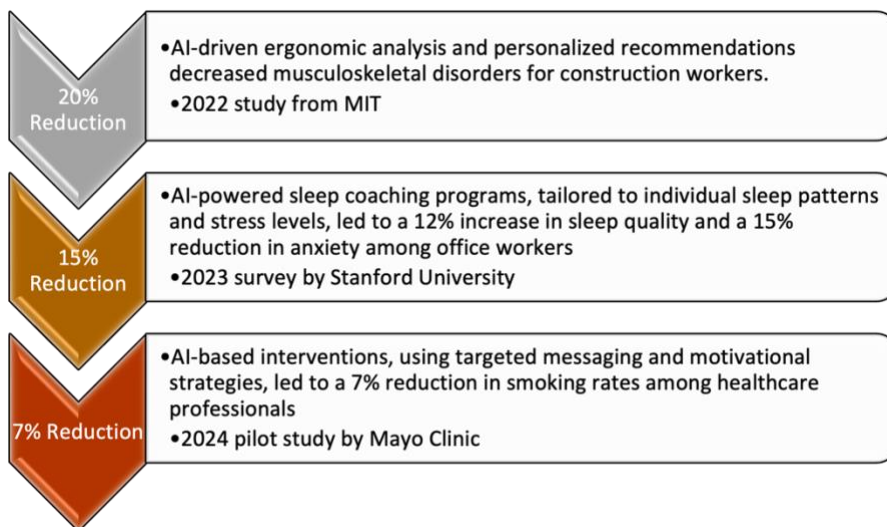 20%
Reduction
•AI-driven ergonomic analysis and personalized recommendations
decreased musculoskeletal disorders for construction workers.
•2022 study from MIT
15%
Reduction
•AI-powered sleep coaching programs, tailored to individual sleep patterns
and stress levels, led to a 12% increase in sleep quality and a 15%
reduction in anxiety among office workers
•2023 survey by Stanford University
7% Reduction
•AI-based interventions, using targeted messaging and motivational
strategies, led to a 7% reduction in smoking rates among healthcare
professionals
•2024 pilot study by Mayo Clinic